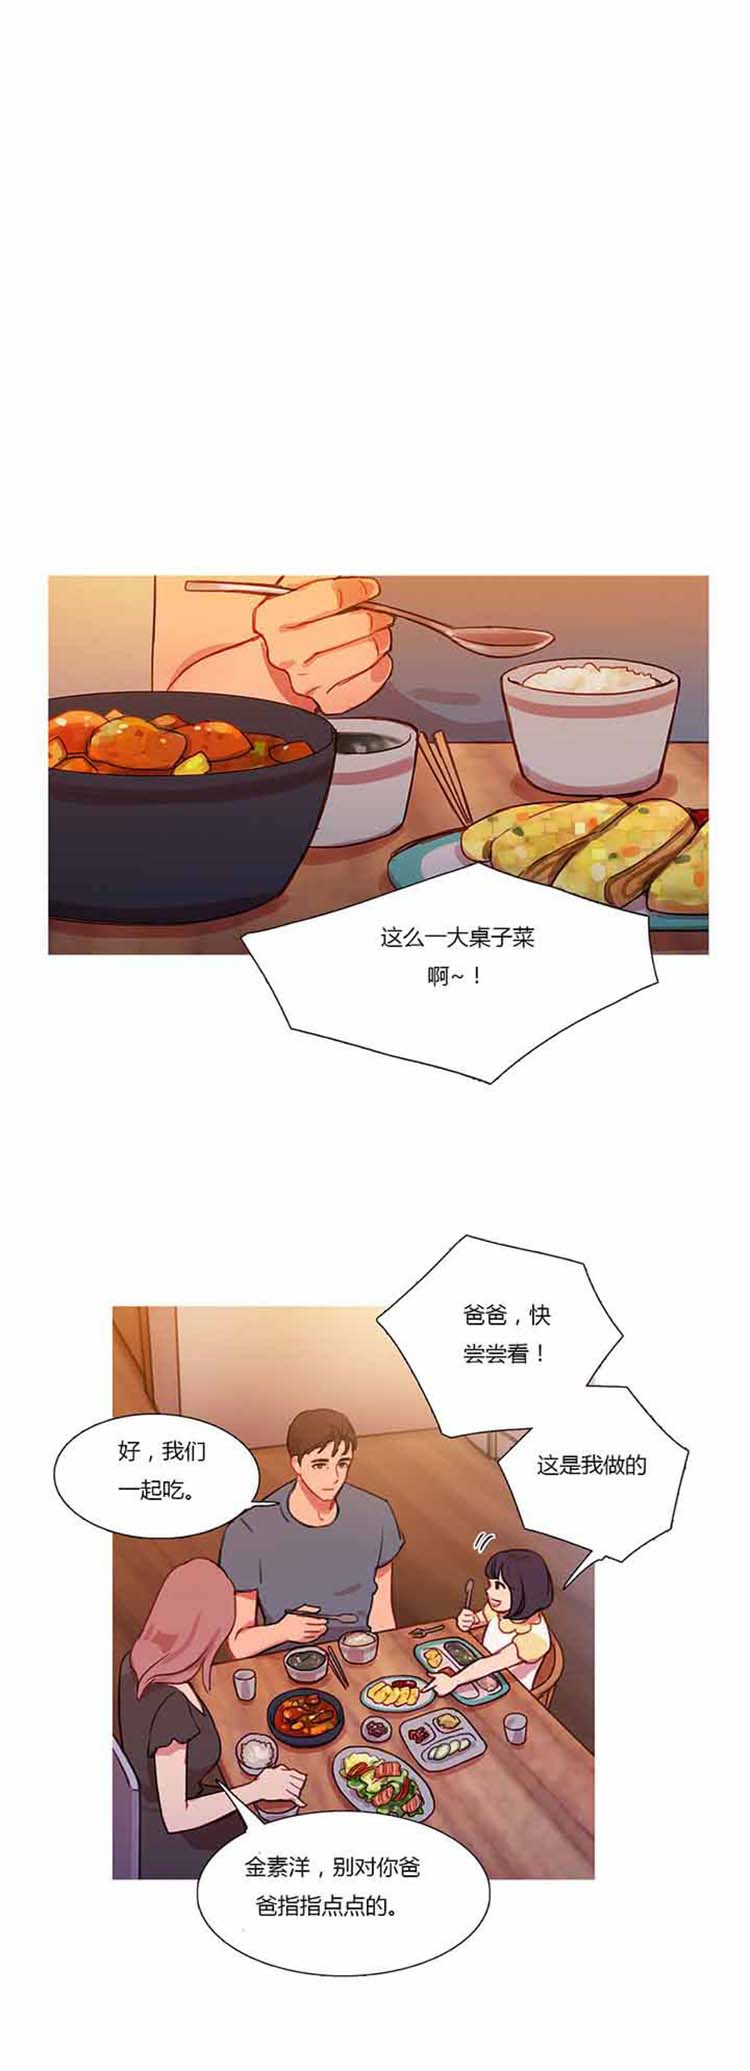 这么一大桌子菜
啊~！
爸爸，快
尝尝看！
这是我做的
好，我们
一起吃。
金素洋，别对你爸
爸指指点点的。